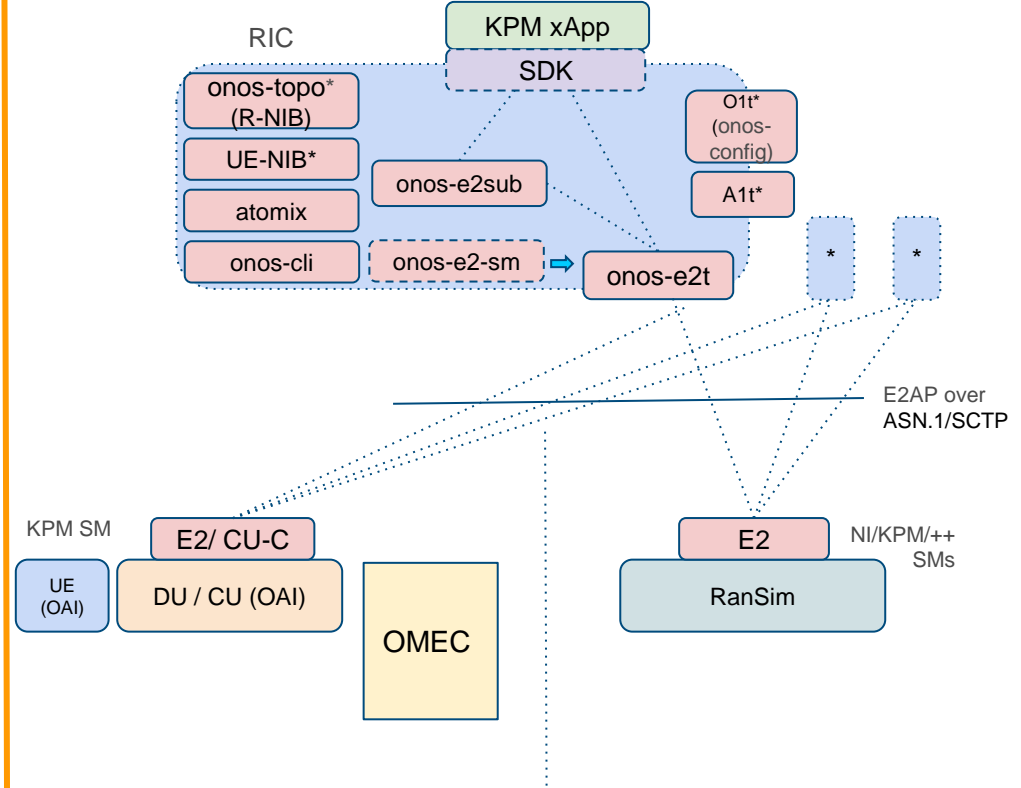 KPM xApp
RIC
SDK
onos-topo*
(R-NIB)
UE-NIB*
atomix
onos-cli
onos-e2sub
onos-e2-sm
onos-e2t
O1t*
(onos-
config)
A1t*
*
*
E2AP over
ASN.1/SCTP
KPM SM
E2/ CU-C
UE
(OAI)
DU / CU (OAI)
OMEC
E2
NI/KPM/++
SMs
RanSim